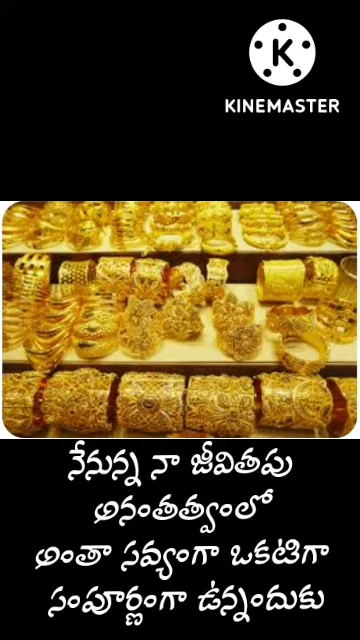 KINEMASTER
నేనున్న నా జీవితపు
అనంతత్వంలో
అంతా సవ్యంగా ఒకటిగా
సంపూర్ణంగా ఉన్నందుకు